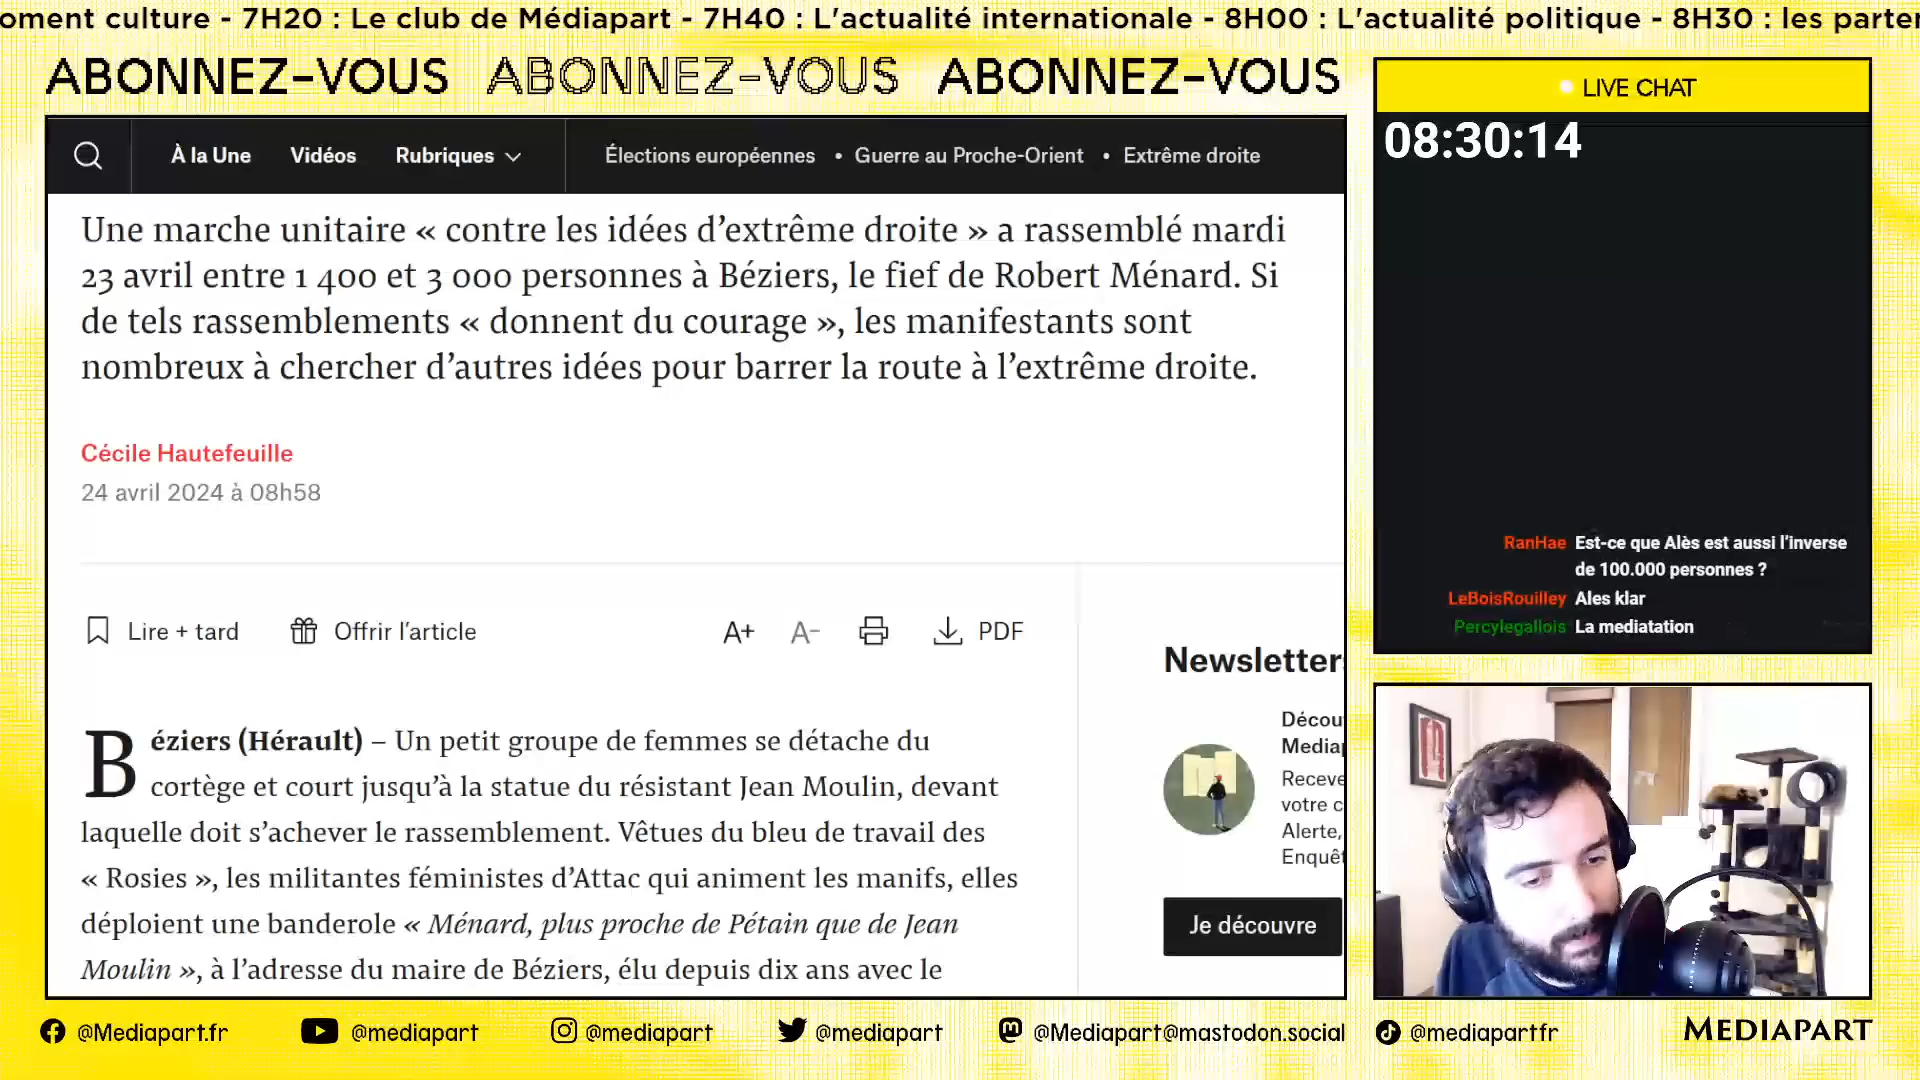 oment culture - 7H20 : Le club de Médiapart - 7H40 : L'actualité internationale - 8H00 : L'actualité politique - 8H30 : les parte
ABONNEZ-VOUS ABONNEZ-VOUS ABONNEZ-VOUS
À la Une Vidéos Rubriques Élections européennes • Guerre au Proche-Orient • Extrême droite
Une marche unitaire « contre les idées d’extrême droite » a rassemblé mardi
23 avril entre 1 400 et 3 000 personnes à Béziers, le fief de Robert Ménard. Si
de tels rassemblements « donnent du courage », les manifestants sont
nombreux à chercher d’autres idées pour barrer la route à l’extrême droite.
Cécile Hautefeuille
24 avril 2024 à 08h58
Lire + tard Offrir l’article A+ A- PDF
Béziers (Hérault) – Un petit groupe de femmes se détache du
cortège et court jusqu’à la statue du résistant Jean Moulin, devant
laquelle doit s’achever le rassemblement. Vêtues du bleu de travail des
« Rosies », les militantes féministes d’Attac qui animent les manifs, elles
déploient une banderole « Ménard, plus proche de Pétain que de Jean
Moulin », à l’adresse du maire de Béziers, élu depuis dix ans avec le
Newsletter
Décou
Mediap
Receve
votre c
Alerte,
Enquêt
Je découvre
LIVE CHAT
08:30:14
RanHae Est-ce que Alès est aussi l'inverse
de 100.000 personnes ?
LeBoisRouilley Ales klar
Percylegallois La mediatation
@Mediapart.fr @mediapart @mediapart @mediapart @Mediapart@mastodon.social @mediapartfr MEDIAPART